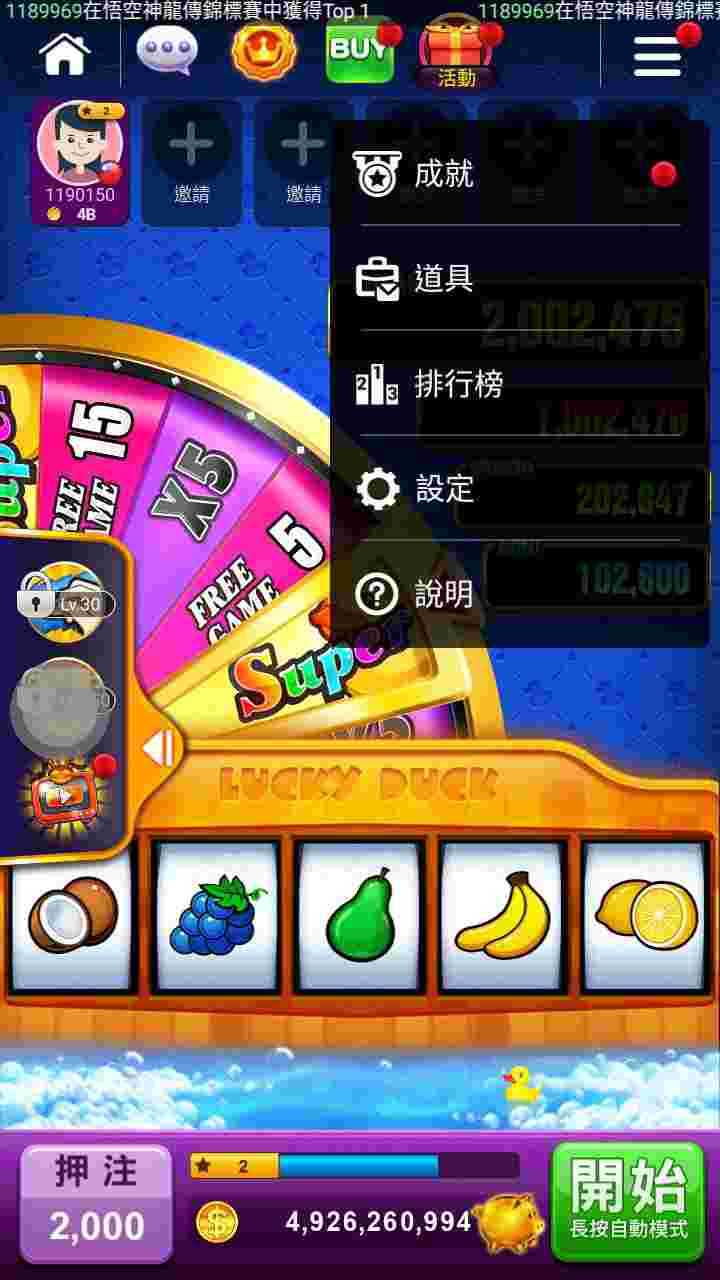 1189969在悟空神龍傳錦標賽中獲得Top 1
1189969在悟空神龍傳錦標賽
BUY
活動
2
1190150
4B
邀請
邀請
成就
道具
2,002,475
1 2 3
排行榜
設定
202,647
102,600
說明
15
FREE GAME
X5
5
FREE GAME
Super
Lv 30
LUCKY DUCK
押注
2,000
2
4,926,260,994
開始
長按自動模式